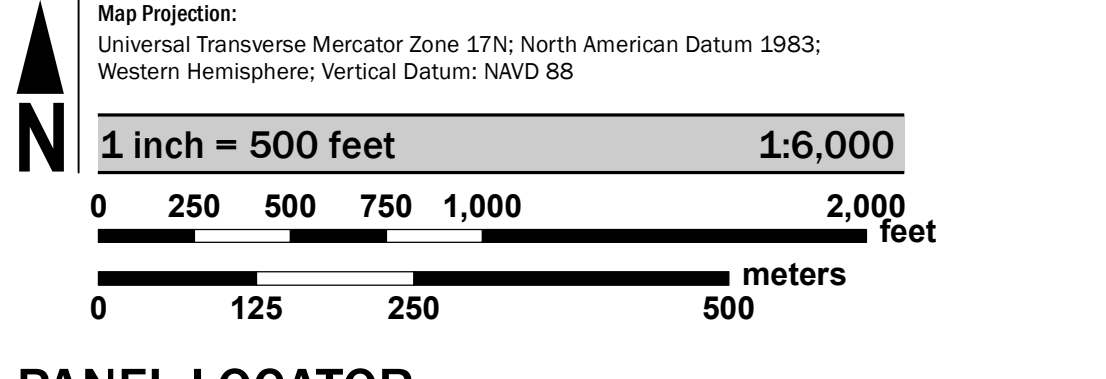 Map Projection:
Universal Transverse Mercator Zone 17N; North American Datum 1983;
Western Hemisphere; Vertical Datum: NAVD 88
N
1 inch = 500 feet 1:6,000
0 250 500 750 1,000 2,000
feet
meters
0 125 250 500
PANEL LOCATOR